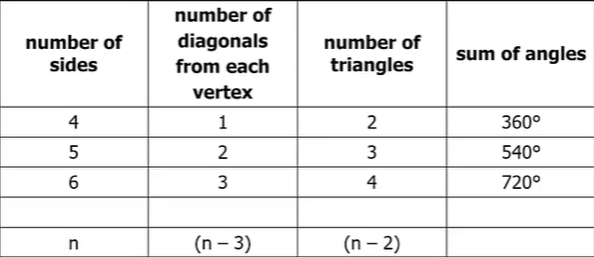 number of sides
number of diagonals from each vertex
number of triangles
sum of angles
4 1 2 360°
5 2 3 540°
6 3 4 720°
n (n – 3) (n – 2)